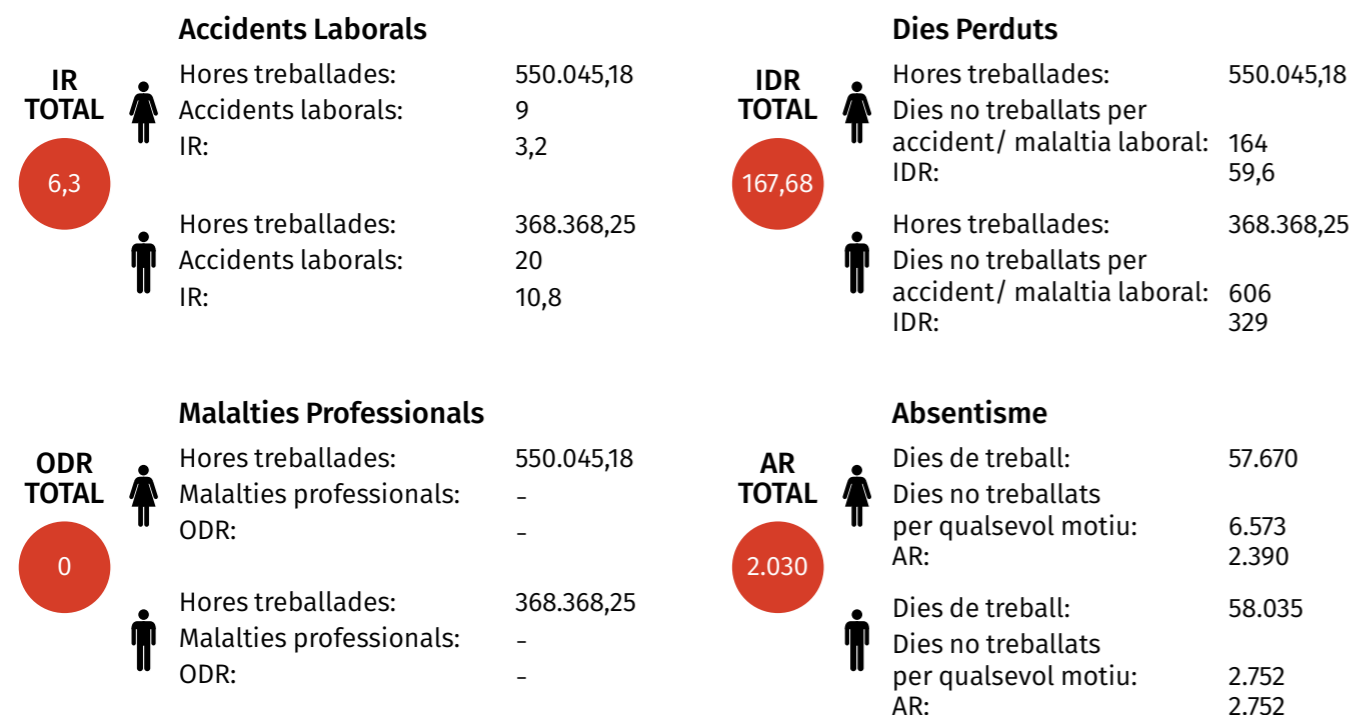 Accidents Laborals
IR
TOTAL
6,3
Hores treballades: 550.045,18
Accidents laborals: 9
IR: 3,2
Hores treballades: 368.368,25
Accidents laborals: 20
IR: 10,8
Dies Perduts
IDR
TOTAL
167,68
Hores treballades: 550.045,18
Dies no treballats per
accident/ malaltia laboral: 164
IDR: 59,6
Hores treballades: 368.368,25
Dies no treballats per
accident/ malaltia laboral: 606
IDR: 329
Malalties Professionals
ODR
TOTAL
0
Hores treballades: 550.045,18
Malalties professionals: -
ODR: -
Hores treballades: 368.368,25
Malalties professionals: -
ODR: -
Absentisme
AR
TOTAL
2.030
Dies de treball: 57.670
Dies no treballats
per qualsevol motiu: 6.573
AR: 2.390
Dies de treball: 58.035
Dies no treballats
per qualsevol motiu: 2.752
AR: 2.752